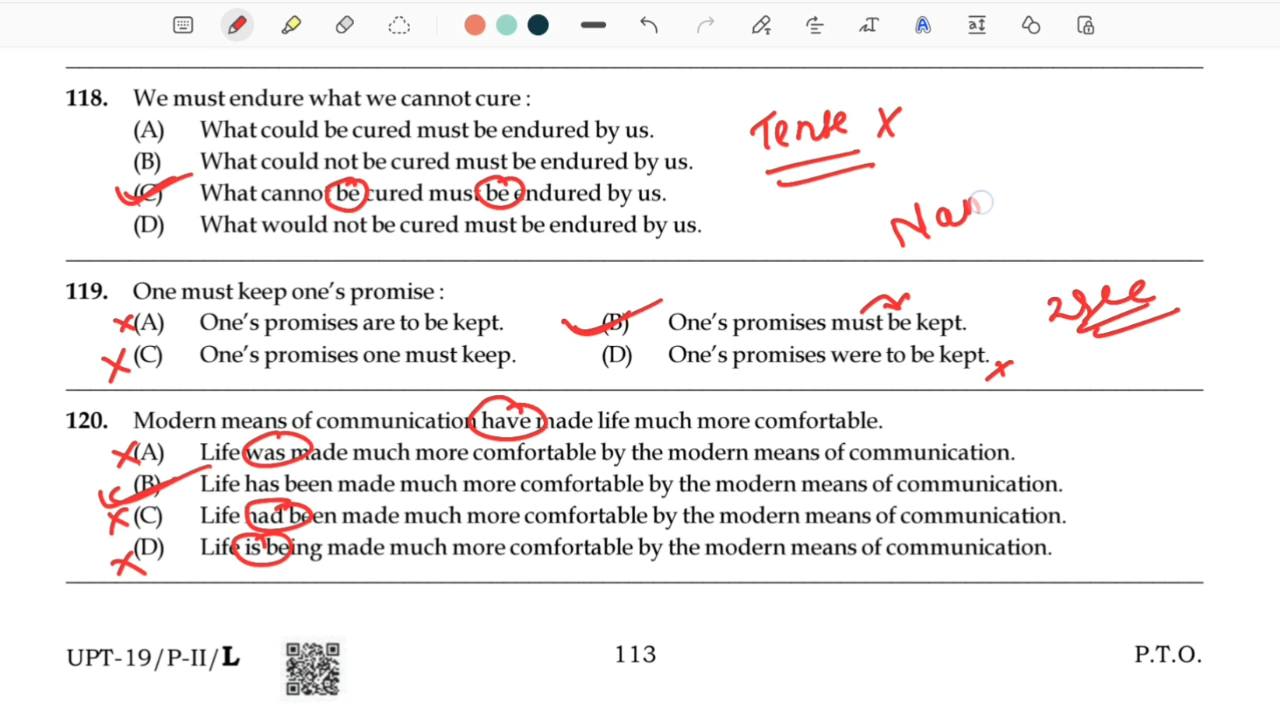 118. We must endure what we cannot cure :
(A) What could be cured must be endured by us.
(B) What could not be cured must be endured by us.
(C) What cannot be cured must be endured by us.
(D) What would not be cured must be endured by us.
Tense X
Nam
119. One must keep one's promise :
(A) One's promises are to be kept. (B) One's promises must be kept.
(C) One's promises one must keep. (D) One's promises were to be kept.
2 sec
120. Modern means of communication have made life much more comfortable.
(A) Life was made much more comfortable by the modern means of communication.
(B) Life has been made much more comfortable by the modern means of communication.
(C) Life had been made much more comfortable by the modern means of communication.
(D) Life is being made much more comfortable by the modern means of communication.
UPT-19/P-II/L 113 P.T.O.